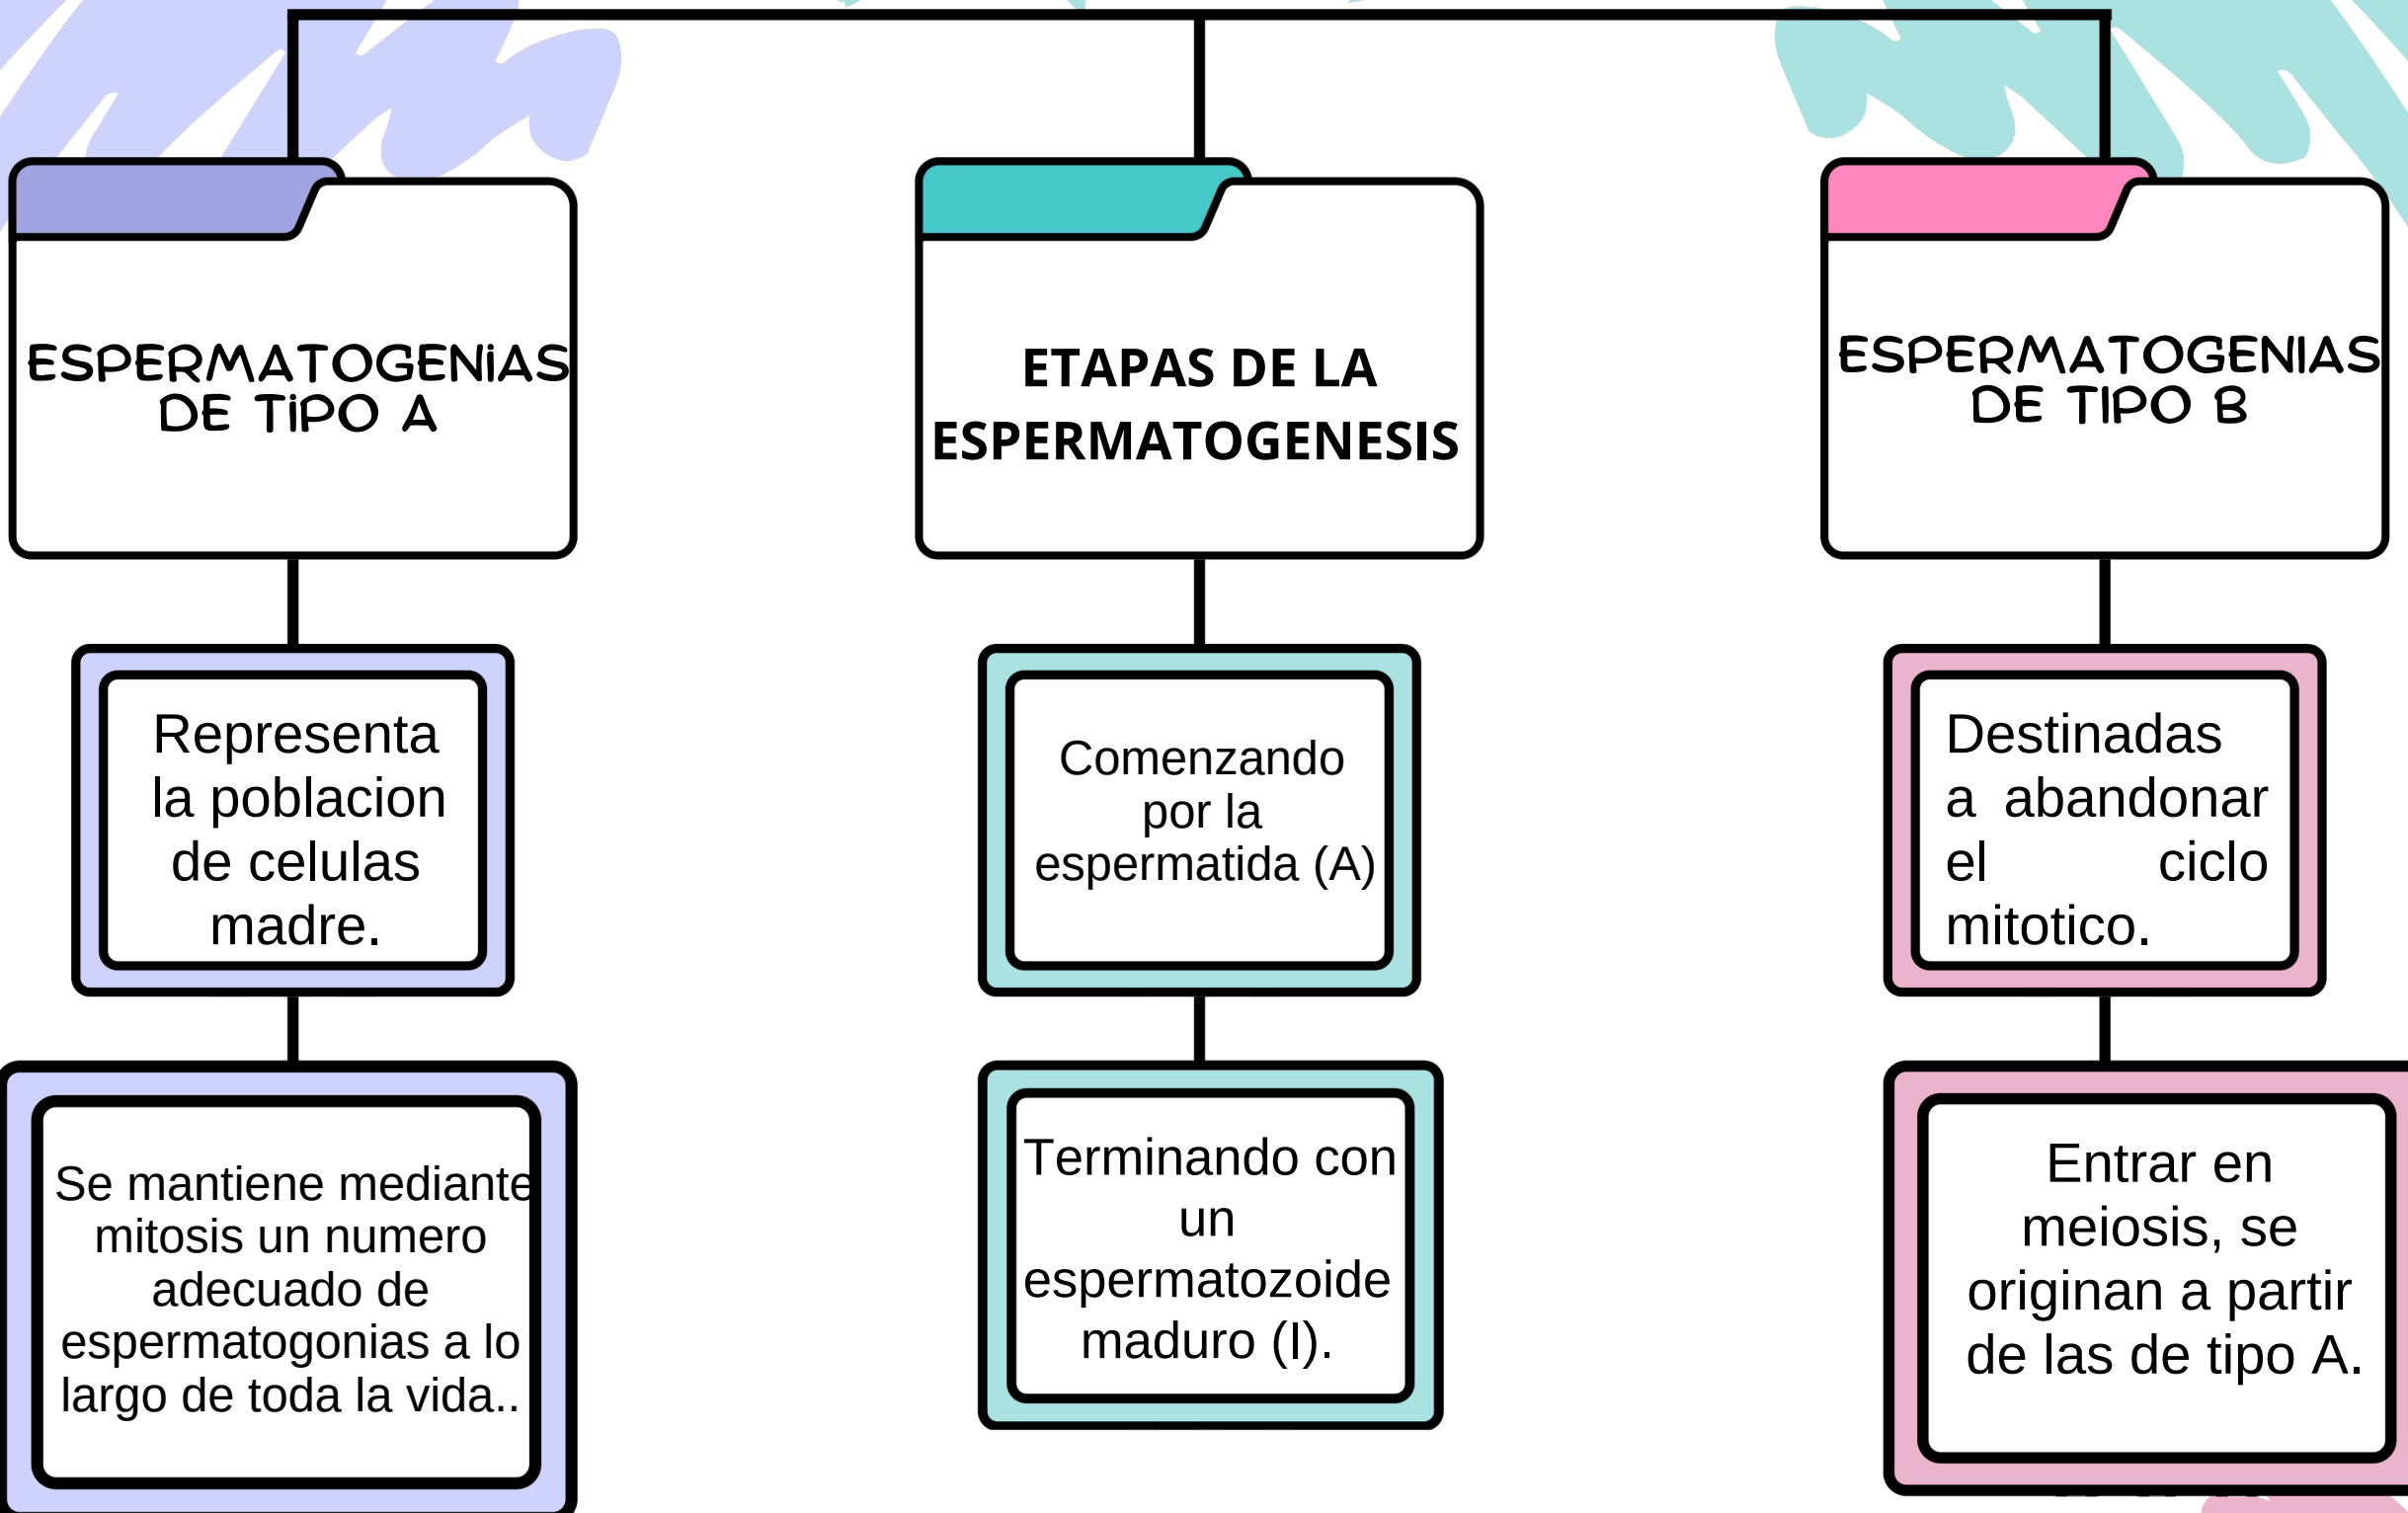 ESPERMATOGENIAS
DE TIPO A
Representa
la poblacion
de celulas
madre.
Se mantiene mediante
mitosis un numero
adecuado de
espermatogonias a lo
largo de toda la vida..
ETAPAS DE LA
ESPERMATOGENESIS
Comenzando
por la
espermatida (A)
Terminando con
un
espermatozoide
maduro (I).
ESPERMATOGENIAS
DE TIPO B
Destinadas
a abandonar
el ciclo
mitotico.
Entrar en
meiosis, se
originan a partir
de las de tipo A.